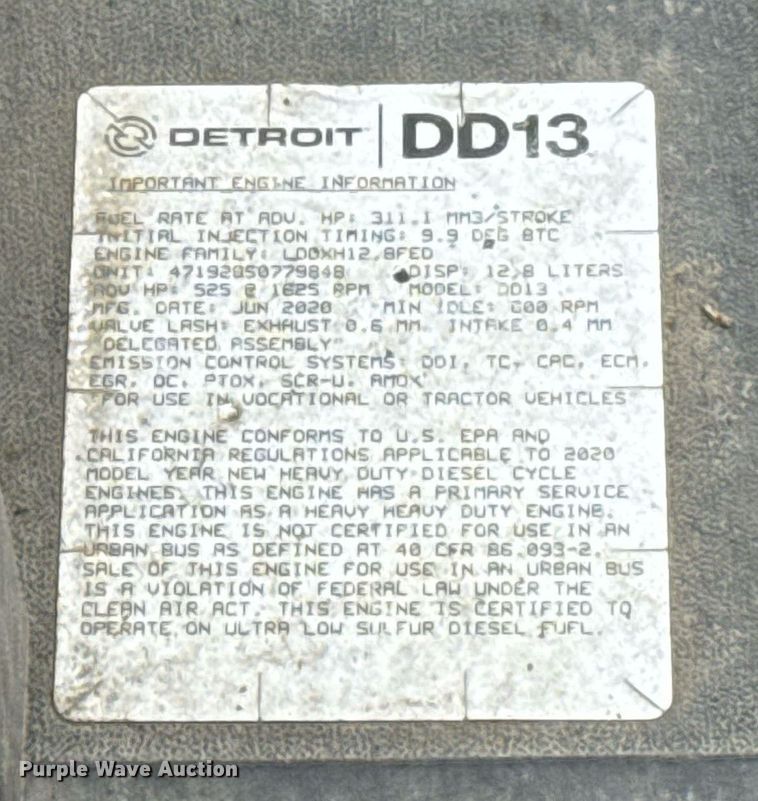 DETROIT DD13
IMPORTANT ENGINE INFORMATION
FUEL RATE AT ADV. HP: 311.1 MM3/STROKE
INITIAL INJECTION TIMING: 9.9 DEG BTC
ENGINE FAMILY: LDDXH12.8FED
UNIT: 471928S0779848 DISP: 12.8 LITERS
ADV HP: 525 @ 1625 RPM MODEL: DD13
MFG. DATE: JUN 2020 MIN IDLE: 600 RPM
VALVE LASH: EXHAUST 0.6 MM. INTAKE 0.4 MM
"DELEGATED ASSEMBLY"
EMISSION CONTROL SYSTEMS: DDI, TC, CAC, ECM,
EGR, OC, PTOX, SCR-U, AMOX
FOR USE IN VOCATIONAL OR TRACTOR VEHICLES
THIS ENGINE CONFORMS TO U.S. EPA AND
CALIFORNIA REGULATIONS APPLICABLE TO 2020
MODEL YEAR NEW HEAVY DUTY DIESEL CYCLE
ENGINES. THIS ENGINE HAS A PRIMARY SERVICE
APPLICATION AS A HEAVY HEAVY DUTY ENGINE.
THIS ENGINE IS NOT CERTIFIED FOR USE IN AN
URBAN BUS AS DEFINED AT 40 CFR 86.093-2.
SALE OF THIS ENGINE FOR USE IN AN URBAN BUS
IS A VIOLATION OF FEDERAL LAW UNDER THE
CLEAN AIR ACT. THIS ENGINE IS CERTIFIED TO
OPERATE ON ULTRA LOW SULFUR DIESEL FUEL.
Purple Wave Auction